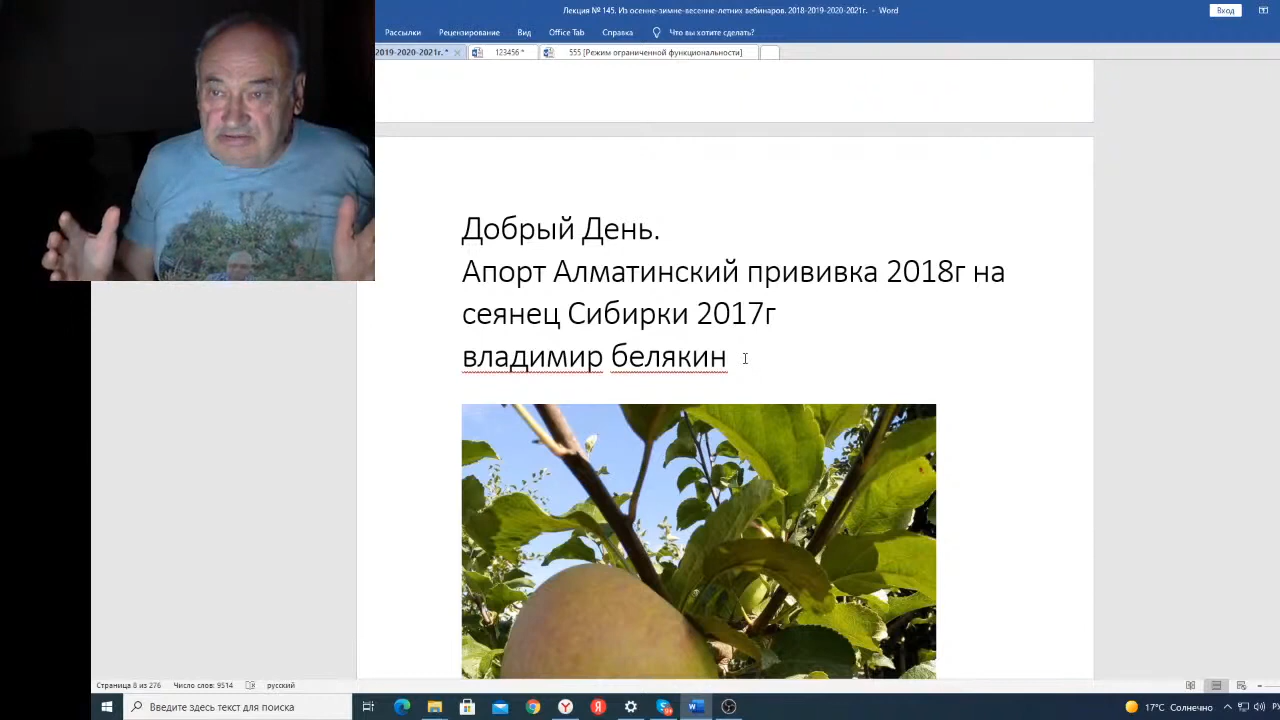 Лекция № 145. Из осенне-зимне-весенне-летних вебинаров. 2018-2019-2020-2021г. - Word
Вход
Рассылки Рецензирование Вид Office Tab Справка Что вы хотите сделать?
2019-2020-2021г. * 123456 * 555 [Режим ограниченной функциональности]
Добрый День.
Апорт Алматинский прививка 2018г на
сеянец Сибирки 2017г
владимир белякин
Страница 8 из 276 Число слов: 9514 русский
Введите здесь текст для поиска
17°C Солнечно